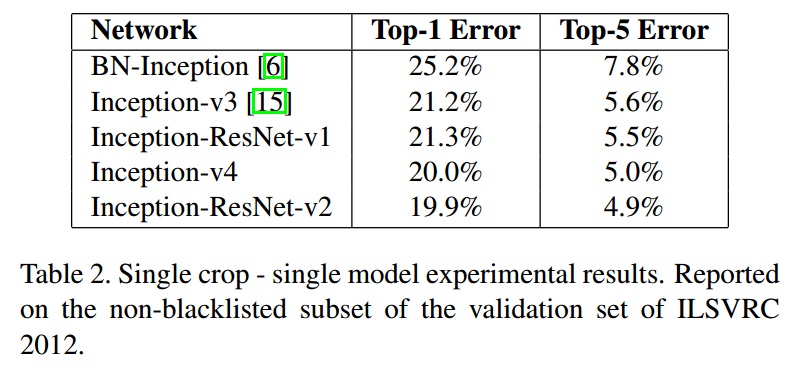 Network Top-1 Error Top-5 Error
BN-Inception [6] 25.2% 7.8%
Inception-v3 [15] 21.2% 5.6%
Inception-ResNet-v1 21.3% 5.5%
Inception-v4 20.0% 5.0%
Inception-ResNet-v2 19.9% 4.9%
Table 2. Single crop - single model experimental results. Reported
on the non-blacklisted subset of the validation set of ILSVRC
2012.